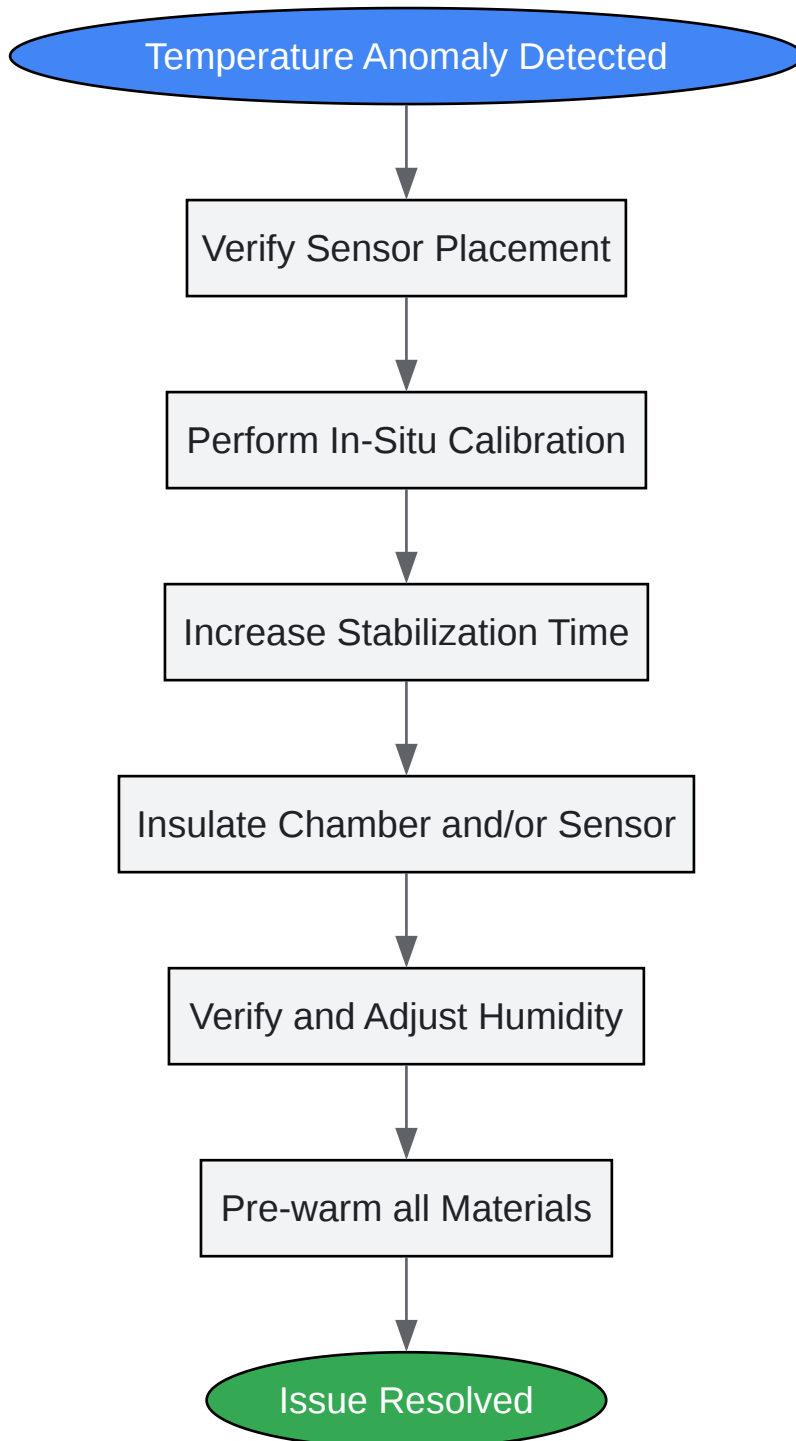 Temperature Anomaly Detected
Verify Sensor Placement
Perform In-Situ Calibration
Increase Stabilization Time
Insulate Chamber and/or Sensor
Verify and Adjust Humidity
Pre-warm all Materials
Issue Resolved